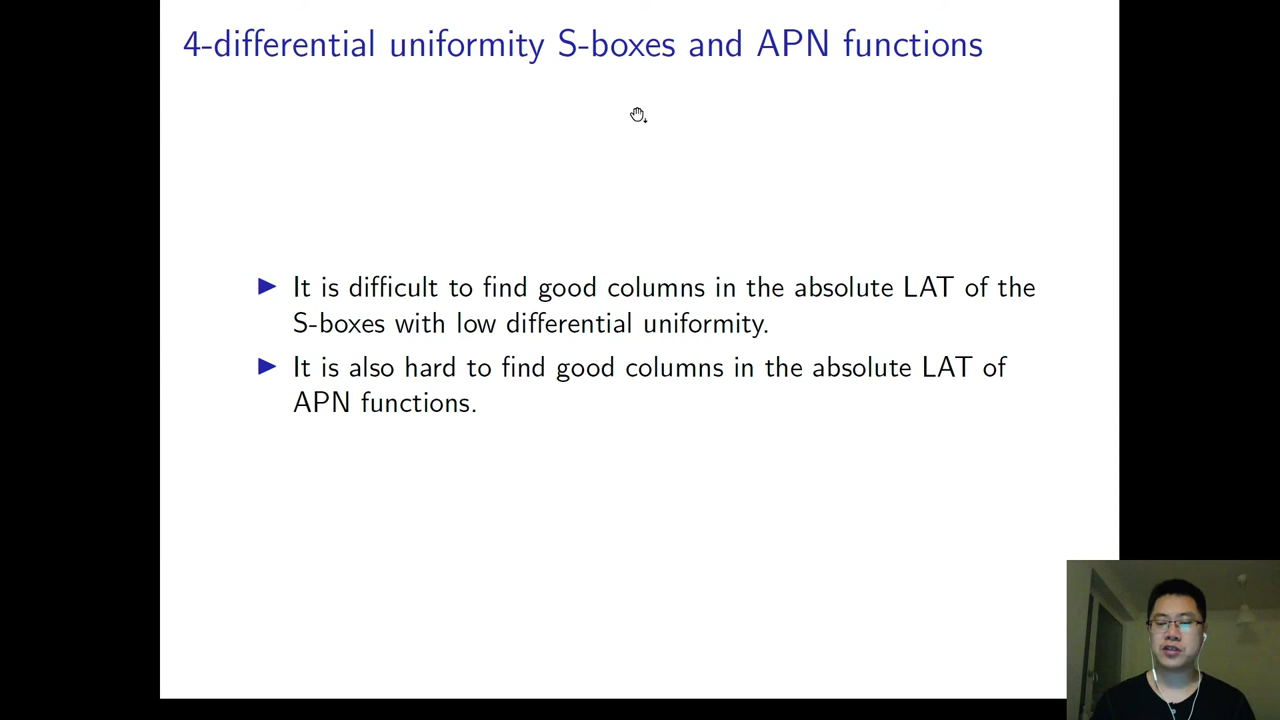 4-differential uniformity S-boxes and APN functions
▶ It is difficult to find good columns in the absolute LAT of the
S-boxes with low differential uniformity.
▶ It is also hard to find good columns in the absolute LAT of
APN functions.